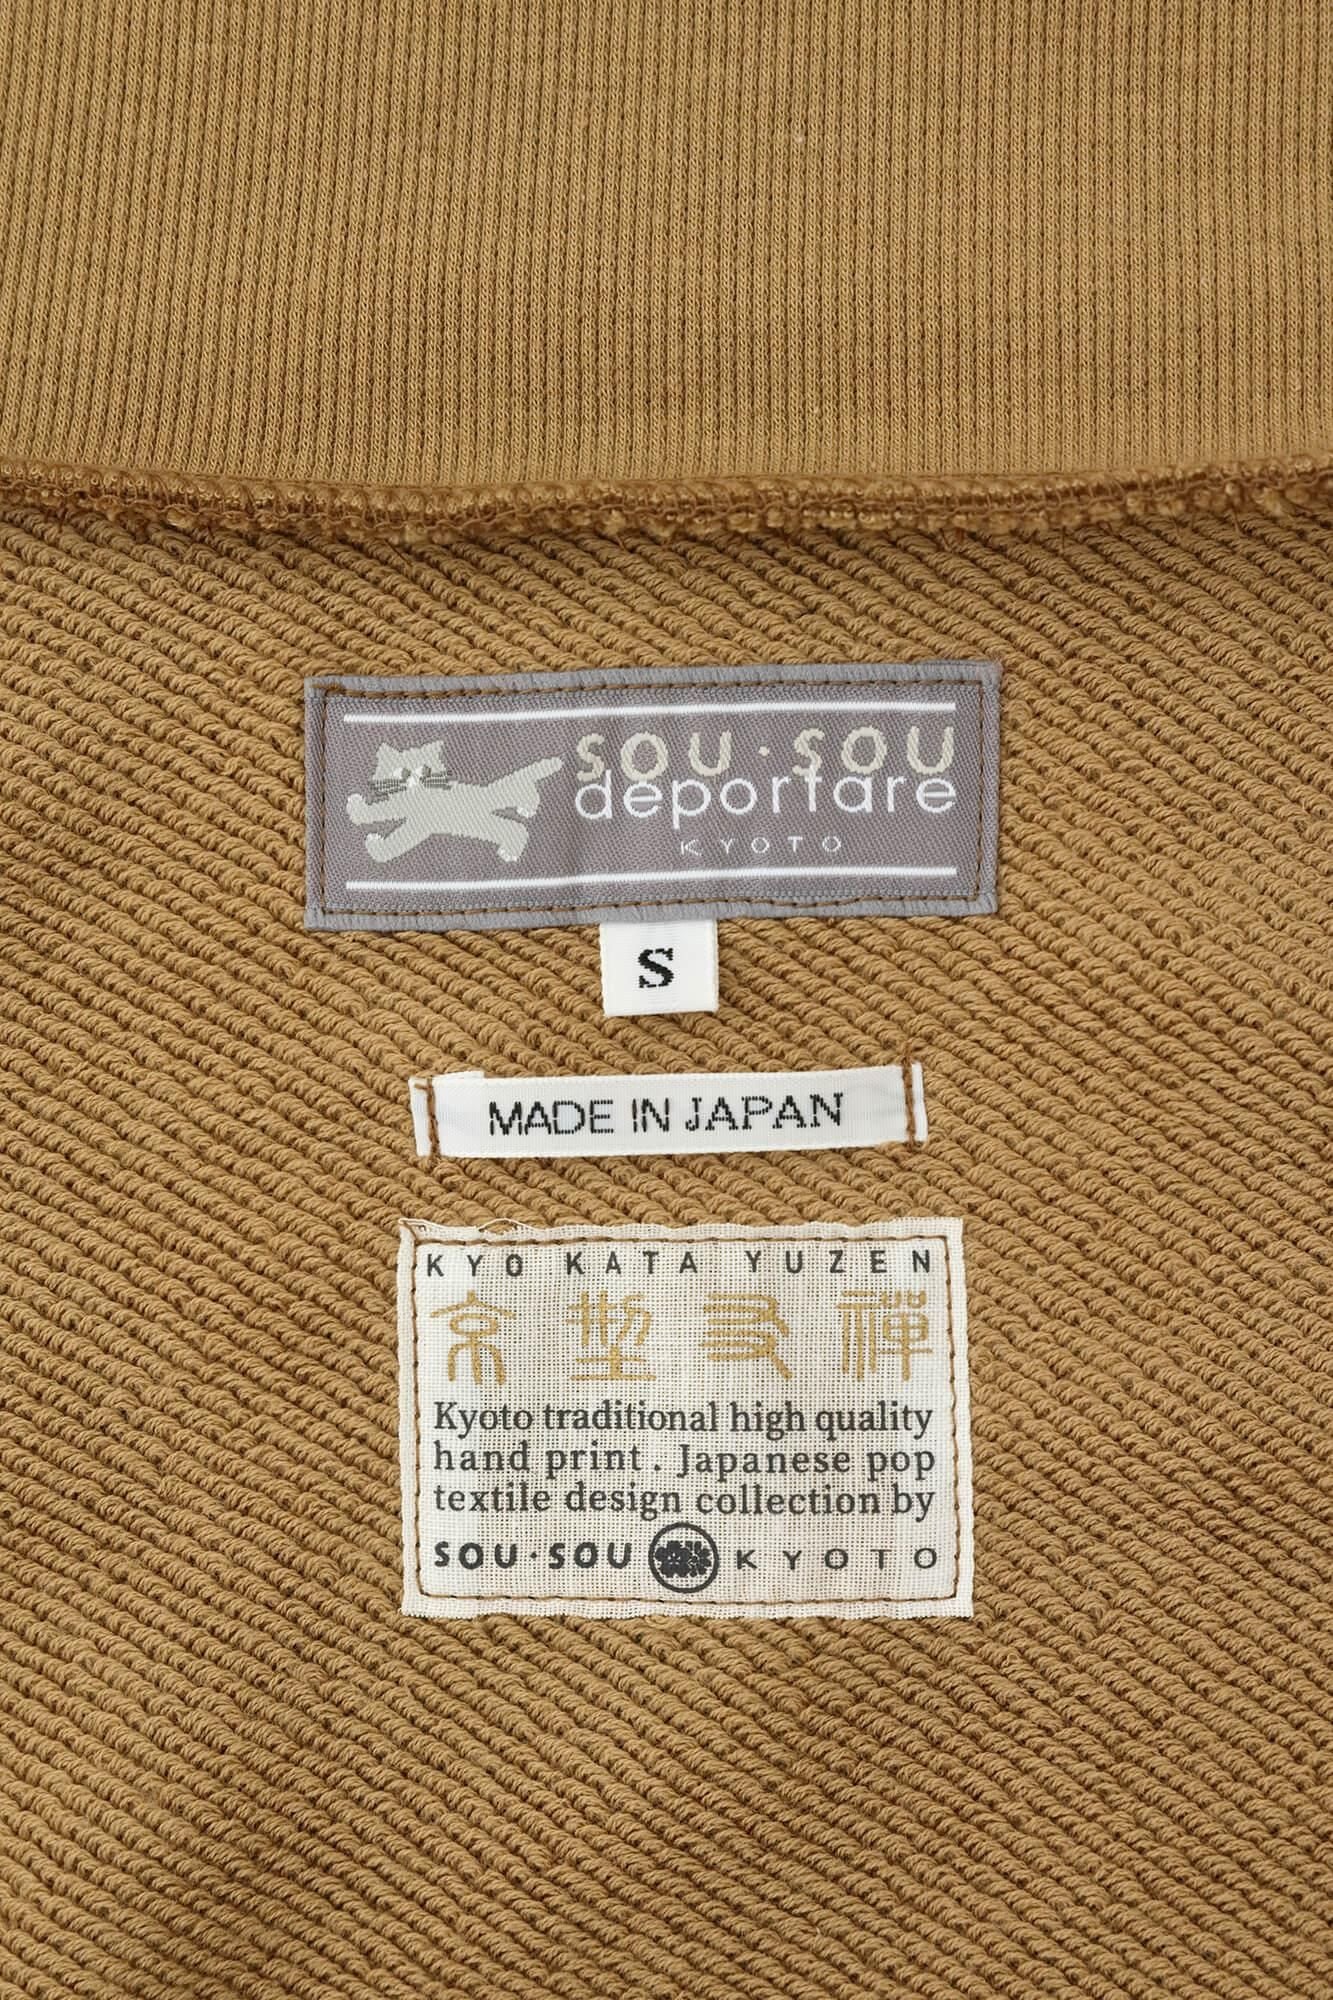 SOU・SOU
deportare
KYOTO
S
MADE IN JAPAN
KYO KATA YUZEN
京型友禅
Kyoto traditional high quality
hand print . Japanese pop
textile design collection by
SOU・SOU KYOTO